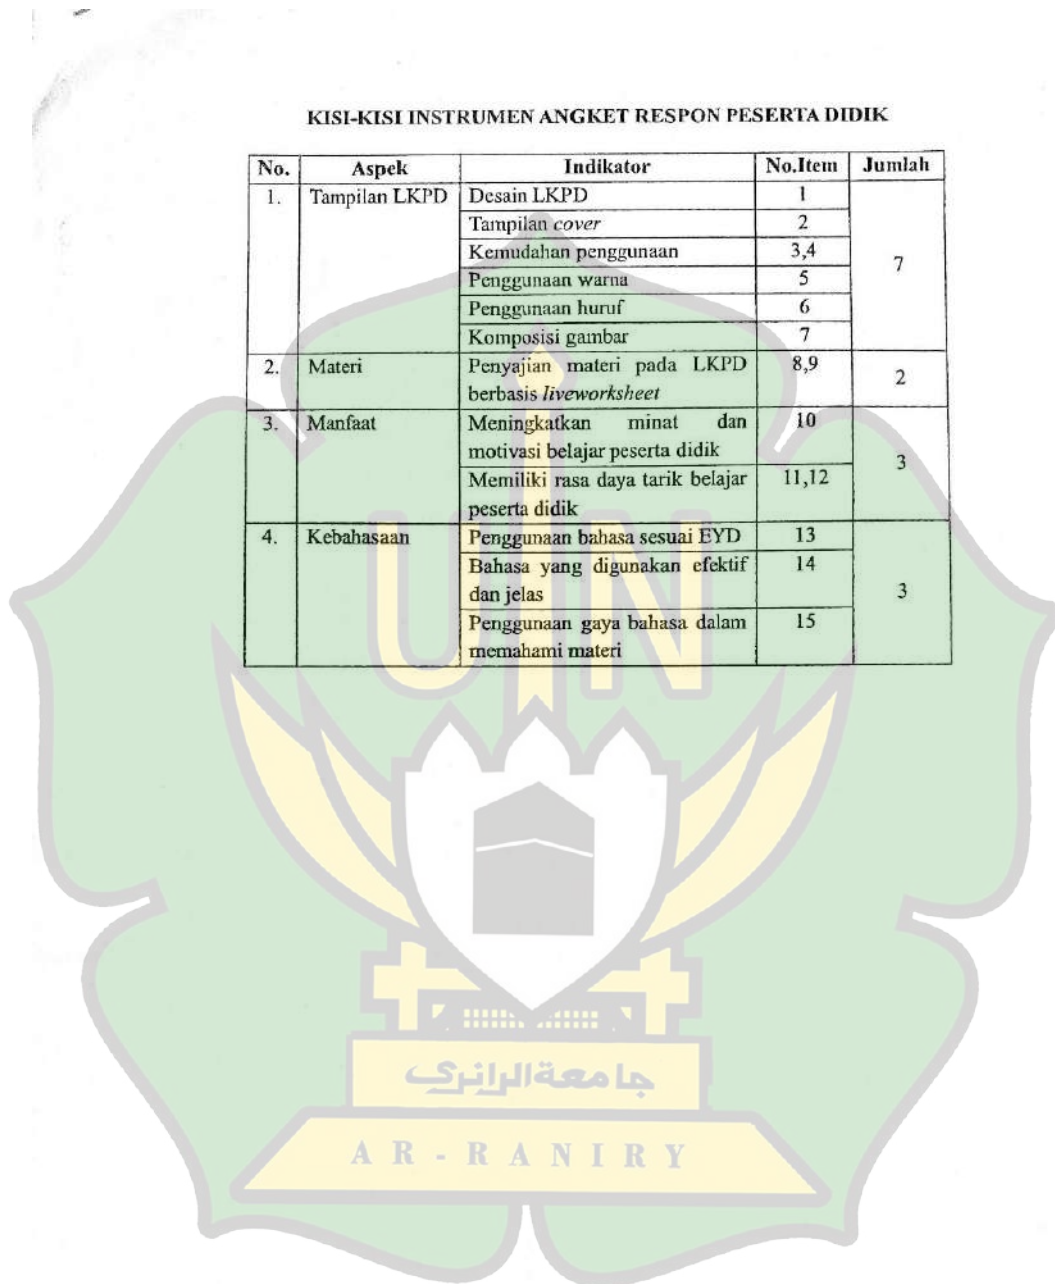 KISI-KISI INSTRUMEN ANGKET RESPON PESERTA DIDIK
No. Aspek Indikator No.Item Jumlah
1. Tampilan LKPD Desain LKPD 1 7
Tampilan cover 2
Kemudahan penggunaan 3,4
Penggunaan warna 5
Penggunaan huruf 6
Komposisi gambar 7
2. Materi Penyajian materi pada LKPD 8,9 2
berbasis liveworksheet
3. Manfaat Meningkatkan minat dan 10 3
motivasi belajar peserta didik
Memiliki rasa daya tarik belajar 11,12
peserta didik
4. Kebahasaan Penggunaan bahasa sesuai EYD 13 3
Bahasa yang digunakan efektif 14
dan jelas
Penggunaan gaya bahasa dalam 15
memahami materi
UIN
جامعة الرانري
AR-RANIRY